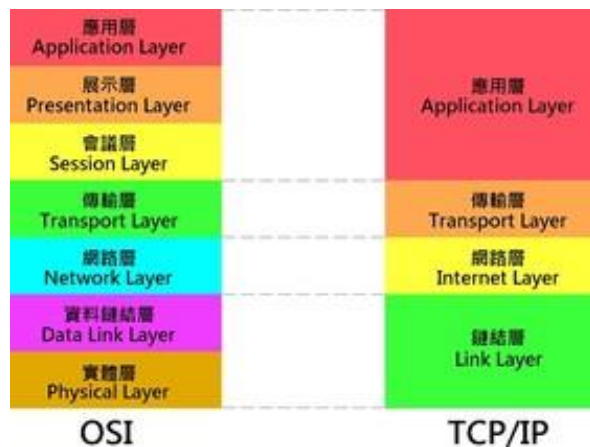 應用層
Application Layer
展示層
Presentation Layer
會議層
Session Layer
傳輸層
Transport Layer
網路層
Network Layer
資料鏈結層
Data Link Layer
實體層
Physical Layer
OSI
應用層
Application Layer
傳輸層
Transport Layer
網路層
Internet Layer
鏈結層
Link Layer
TCP/IP